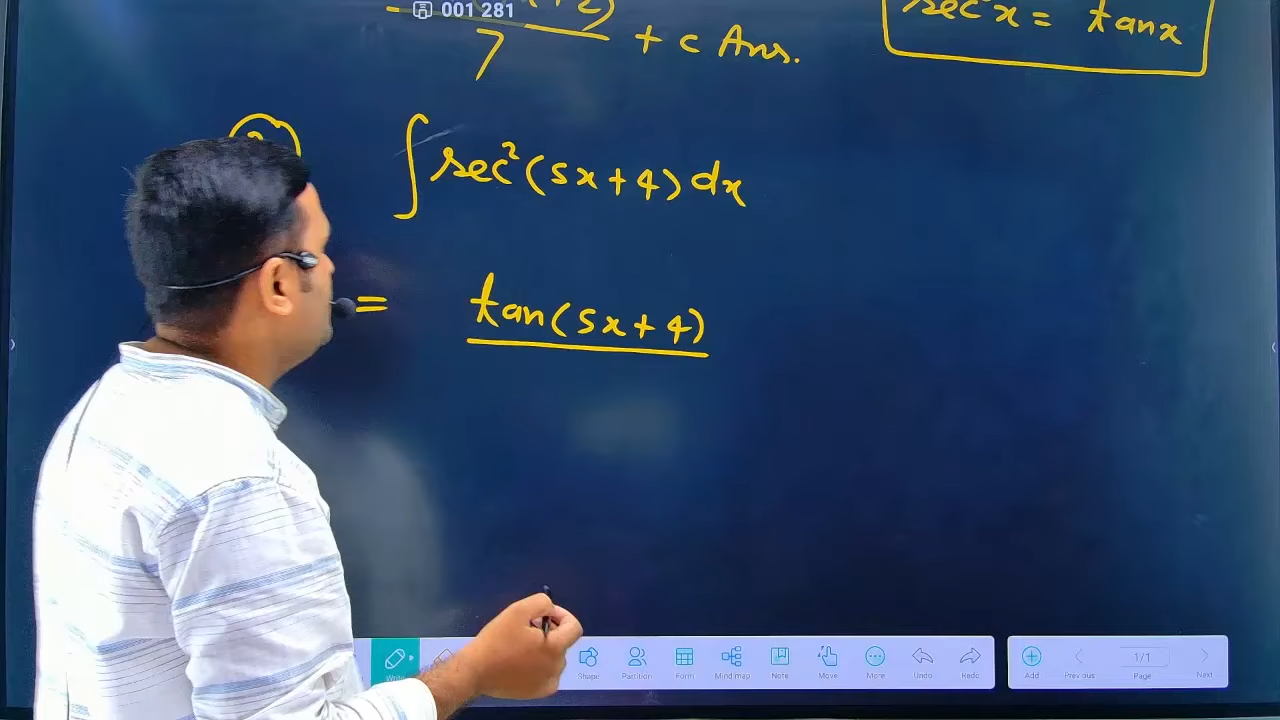 001 281
7 + c Ans.
sec²x = tanx
∫ sec²(5x+4) dx
= tan(5x+4)
Write
Shape
Partition
Form
Mind map
Note
Move
More
Undo
Redo
Add
Previous
1/1
Page
Next